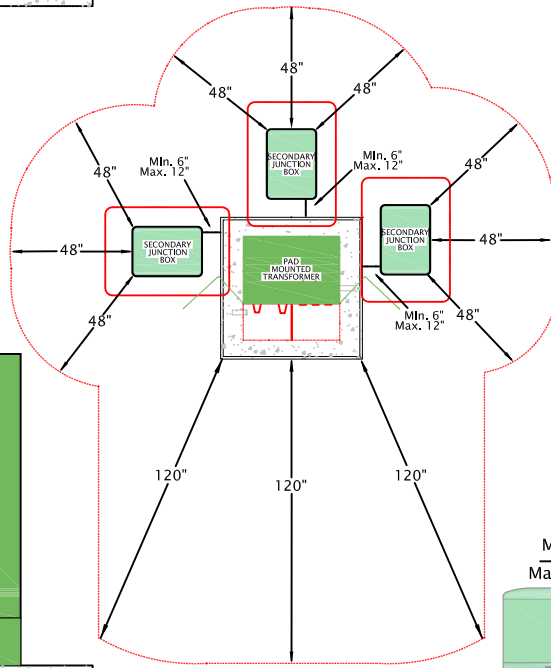 48"
48"
48"
48"
48"
48"
MIn. 6"
Max. 12"
MIn. 6"
Max. 12"
SECONDARY
JUNCTION
BOX
SECONDARY
JUNCTION
BOX
SECONDARY
JUNCTION
BOX
48"
48"
PAD
MOUNTED
TRANSFORMER
MIn. 6"
Max. 12"
48"
48"
120"
120"
120"